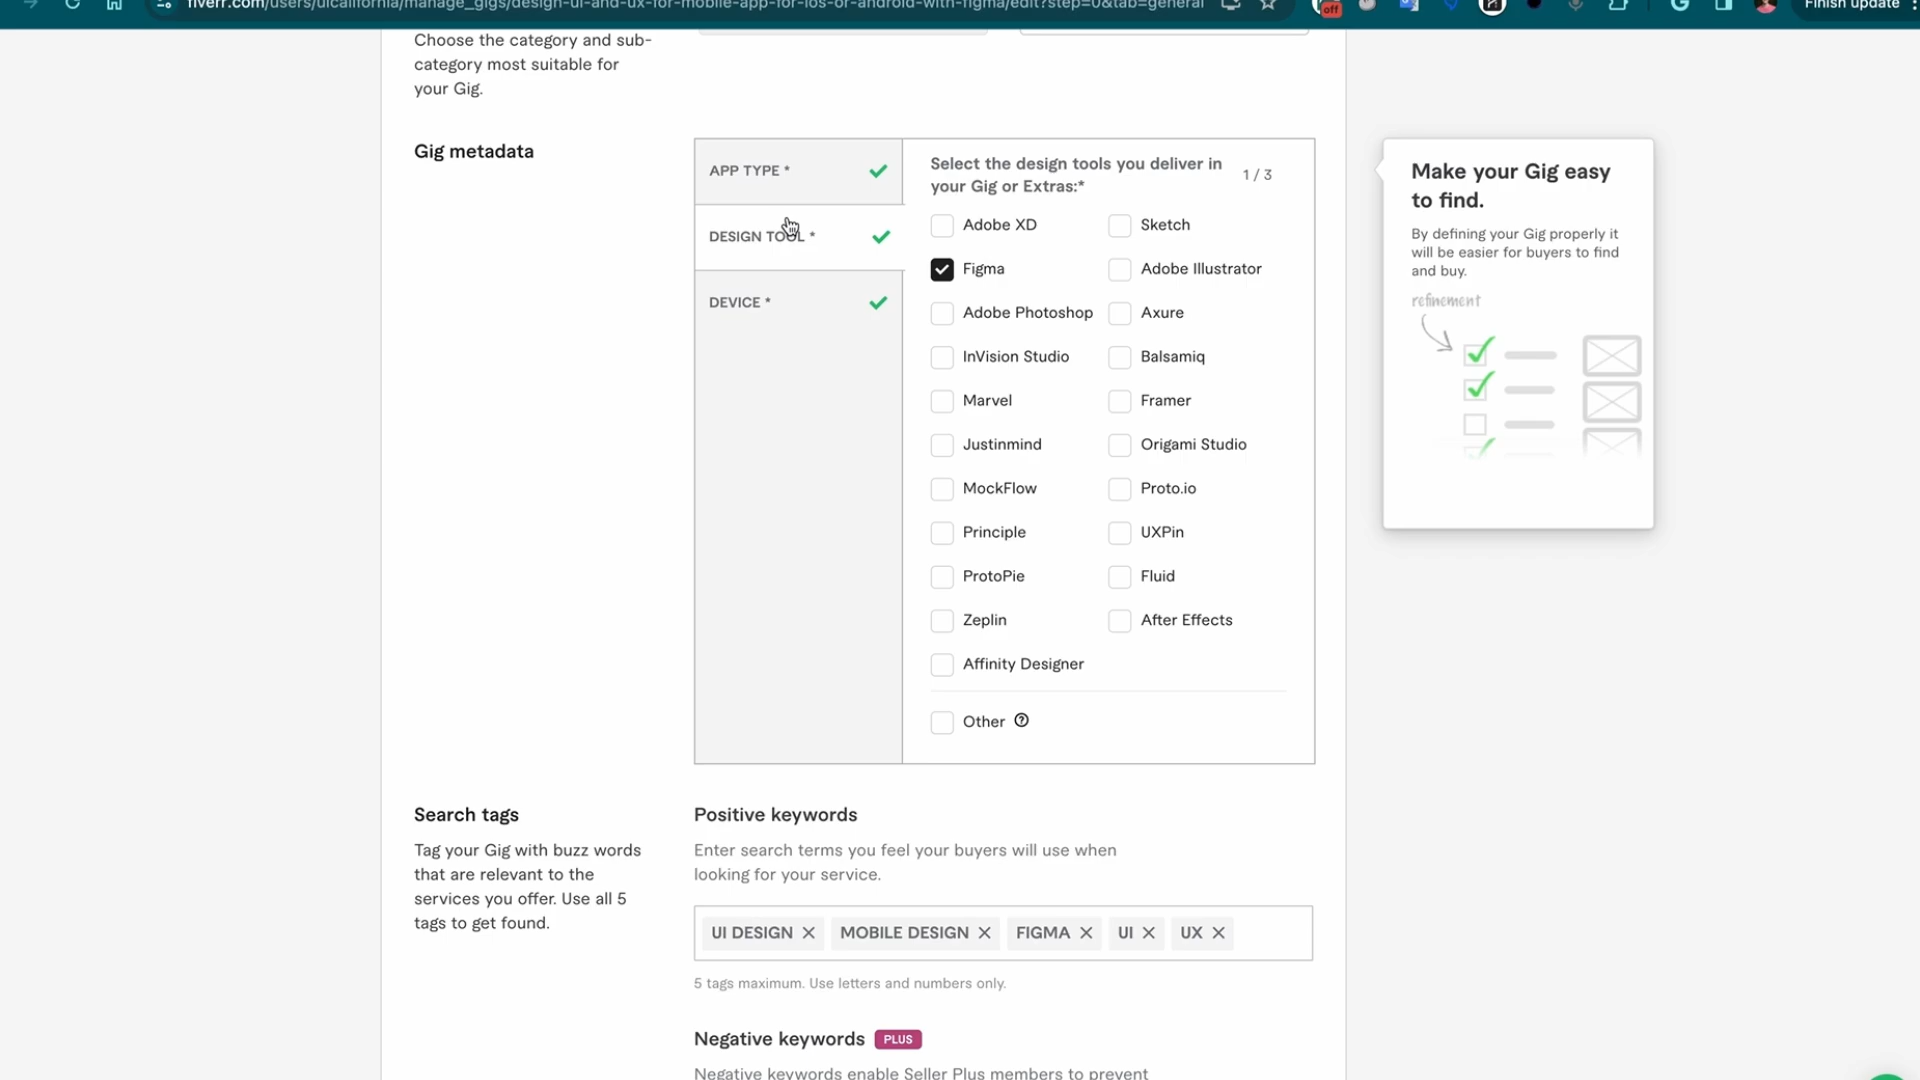 fiverr.com/users/uicalifornia/manage_gigs/design-ui-and-ux-for-mobile-app-for-ios-or-android-with-figma/edit?step=0&tab=general
off
Finish update
Choose the category and sub-
category most suitable for
your Gig.
Gig metadata
APP TYPE *
DESIGN TOOL *
DEVICE *
Select the design tools you deliver in
your Gig or Extras:*
1 / 3
Adobe XD
Sketch
Figma
Adobe Illustrator
Adobe Photoshop
Axure
InVision Studio
Balsamiq
Marvel
Framer
Justinmind
Origami Studio
MockFlow
Proto.io
Principle
UXPin
ProtoPie
Fluid
Zeplin
After Effects
Affinity Designer
Other
Make your Gig easy
to find.
By defining your Gig properly it
will be easier for buyers to find
and buy.
refinement
Search tags
Tag your Gig with buzz words
that are relevant to the
services you offer. Use all 5
tags to get found.
Positive keywords
Enter search terms you feel your buyers will use when
looking for your service.
UI DESIGN MOBILE DESIGN FIGMA UI UX
5 tags maximum. Use letters and numbers only.
Negative keywords PLUS
Negative keywords enable Seller Plus members to prevent